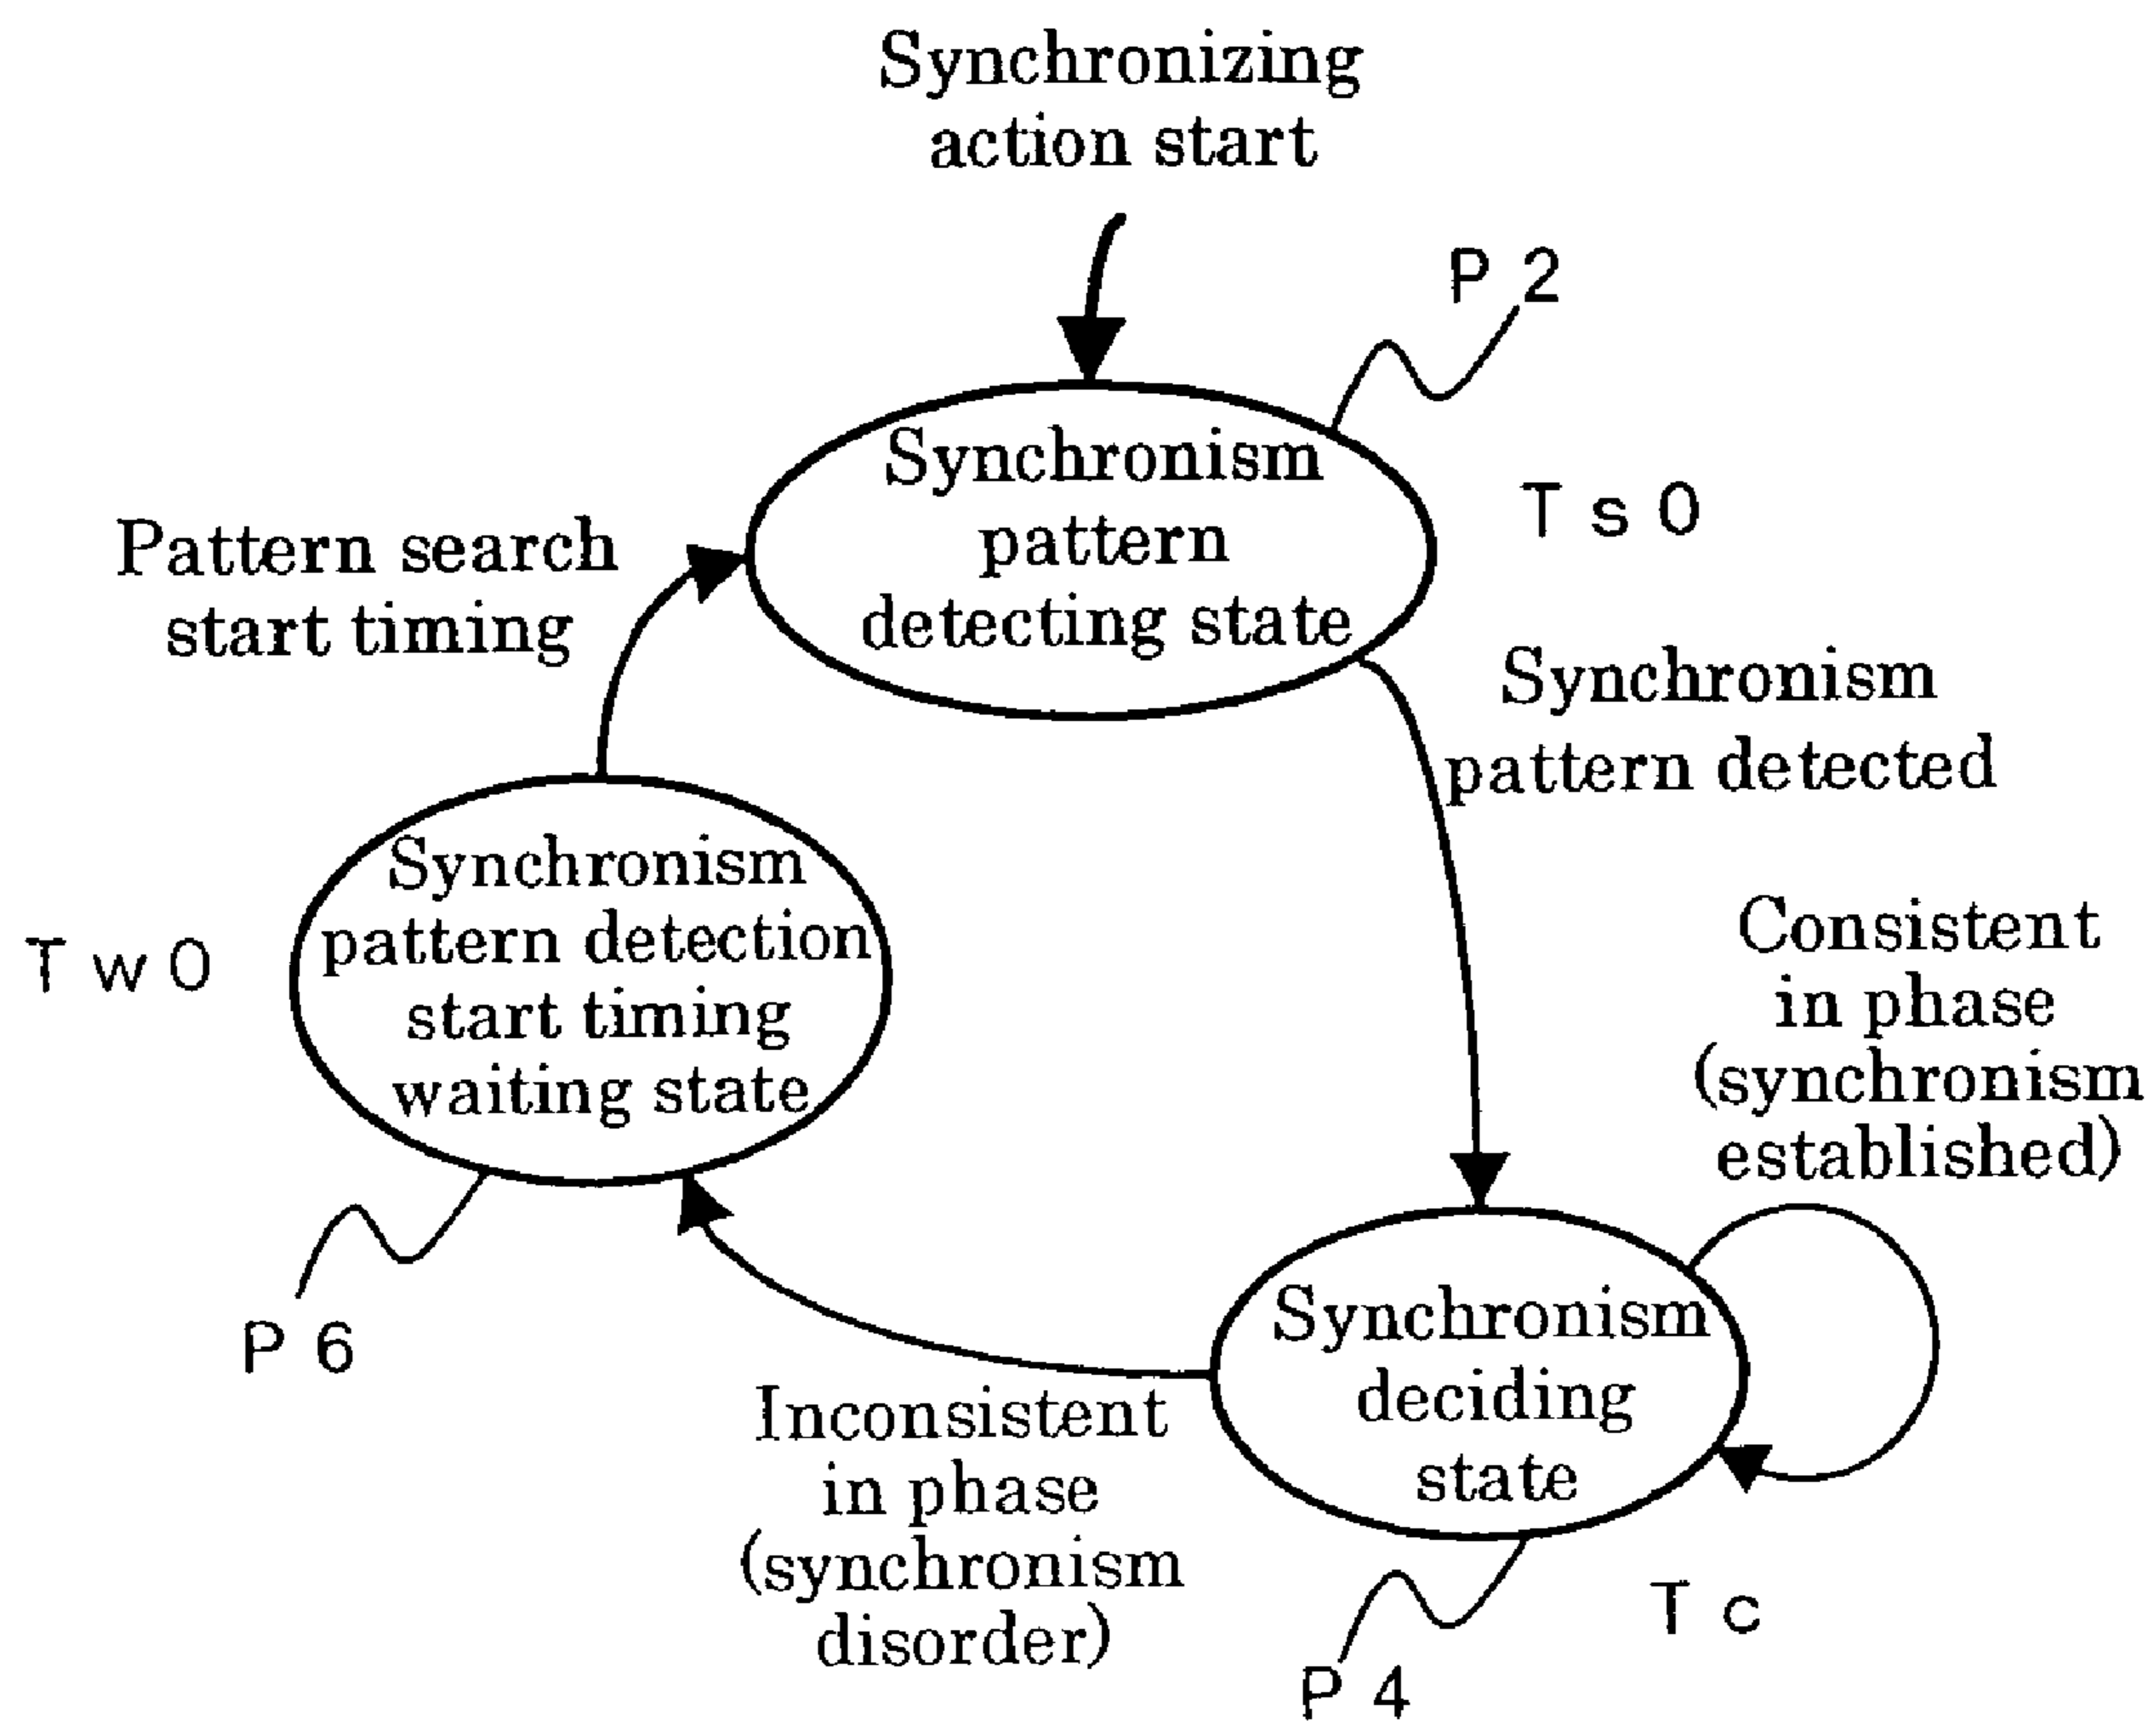 Synchronizing
action start
P 2
Synchronism
pattern
detecting state
T s 0
Pattern search
start timing
Synchronism
pattern detected
Synchronism
pattern detection
start timing
waiting state
T w 0
P 6
Consistent
in phase
(synchronism
established)
Synchronism
deciding
state
Inconsistent
in phase
(synchronism
disorder)
T c
P 4